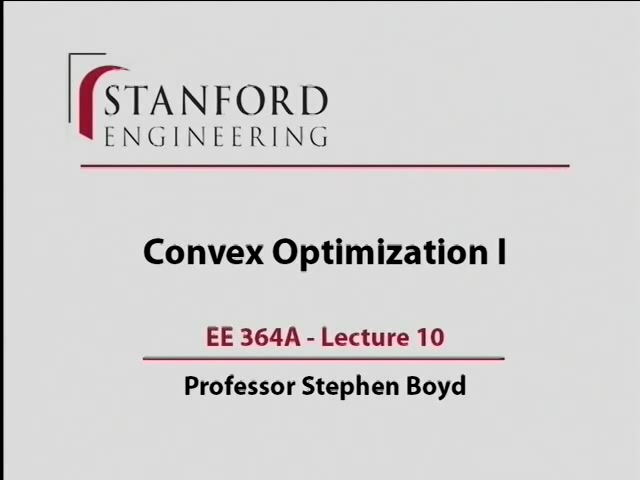 STANFORD
ENGINEERING
Convex Optimization I
EE 364A - Lecture 10
Professor Stephen Boyd